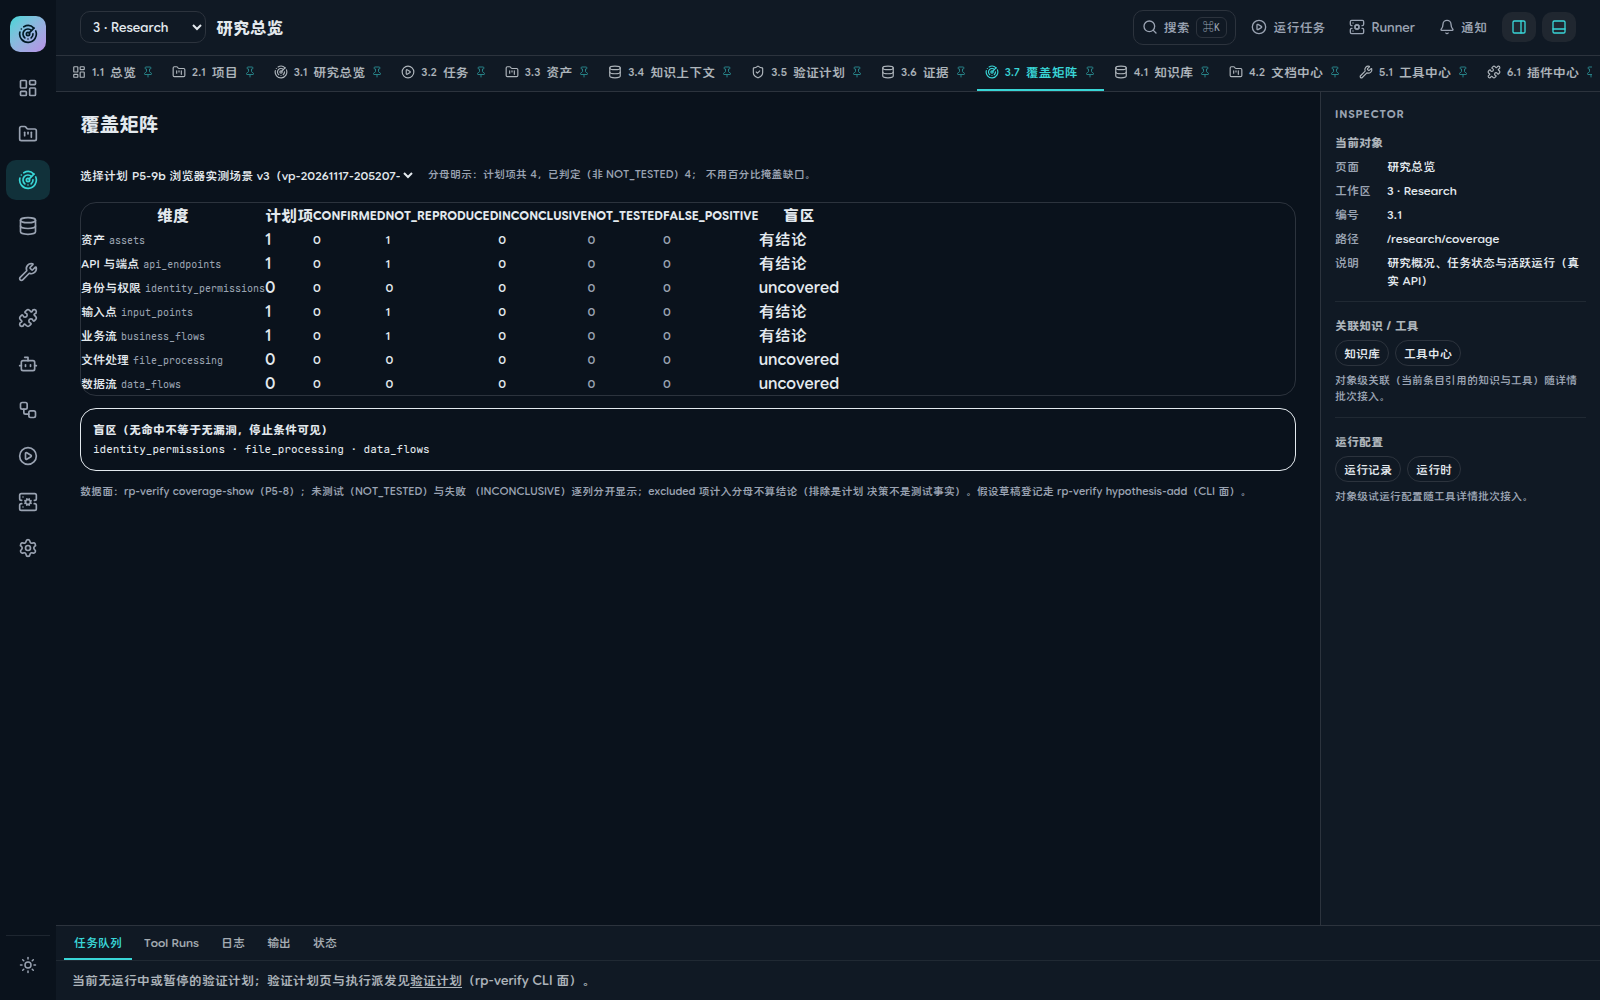 3 · Research
研究总览
搜索 ⌘K
运行任务
Runner
通知
1.1 总览
2.1 项目
3.1 研究总览
3.2 任务
3.3 资产
3.4 知识上下文
3.5 验证计划
3.6 证据
3.7 覆盖矩阵
4.1 知识库
4.2 文档中心
5.1 工具中心
6.1 插件中心
覆盖矩阵
选择计划 P5-9b 浏览器实测场景 v3（vp-20261117-205207-
分母明示：计划项共 4，已判定（非 NOT_TESTED）4； 不用百分比掩盖缺口。
维度 计划项 CONFIRMED NOT_REPRODUCED INCONCLUSIVE NOT_TESTED FALSE_POSITIVE 盲区
资产 assets 1 0 1 0 0 0 有结论
API 与端点 api_endpoints 1 0 1 0 0 0 有结论
身份与权限 identity_permissions 0 0 0 0 0 0 uncovered
输入点 input_points 1 0 1 0 0 0 有结论
业务流 business_flows 1 0 1 0 0 0 有结论
文件处理 file_processing 0 0 0 0 0 0 uncovered
数据流 data_flows 0 0 0 0 0 0 uncovered
盲区（无命中不等于无漏洞，停止条件可见）
identity_permissions · file_processing · data_flows
数据面：rp-verify coverage-show（P5-8）；未测试（NOT_TESTED）与失败 （INCONCLUSIVE）逐列分开显示；excluded 项计入分母不算结论（排除是计划 决策不是测试事实）。假设草稿登记走 rp-verify hypothesis-add（CLI 面）。
INSPECTOR
当前对象
页面 研究总览
工作区 3 · Research
编号 3.1
路径 /research/coverage
说明 研究概况、任务状态与活跃运行（真
实 API）
关联知识 / 工具
知识库 工具中心
对象级关联（当前条目引用的知识与工具）随详情
批次接入。
运行配置
运行记录 运行时
对象级试运行配置随工具详情批次接入。
任务队列 Tool Runs 日志 输出 状态
当前无运行中或暂停的验证计划；验证计划页与执行派发见验证计划（rp-verify CLI 面）。